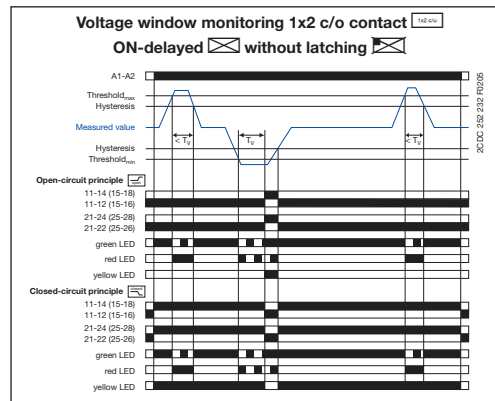 Voltage window monitoring 1x2 c/o contact 1x2 c/o
ON-delayed without latching
A1-A2
Thresholdmax
Hysteresis
Measured value
< Tv
Tv
< Tv
Hysteresis
Thresholdmin
Open-circuit principle open
11-14 (15-18)
11-12 (15-16)
21-24 (25-28)
21-22 (25-26)
green LED
red LED
yellow LED
Closed-circuit principle closed
11-14 (15-18)
11-12 (15-16)
21-24 (25-28)
21-22 (25-26)
green LED
red LED
yellow LED
2CDC 252 232 F0205